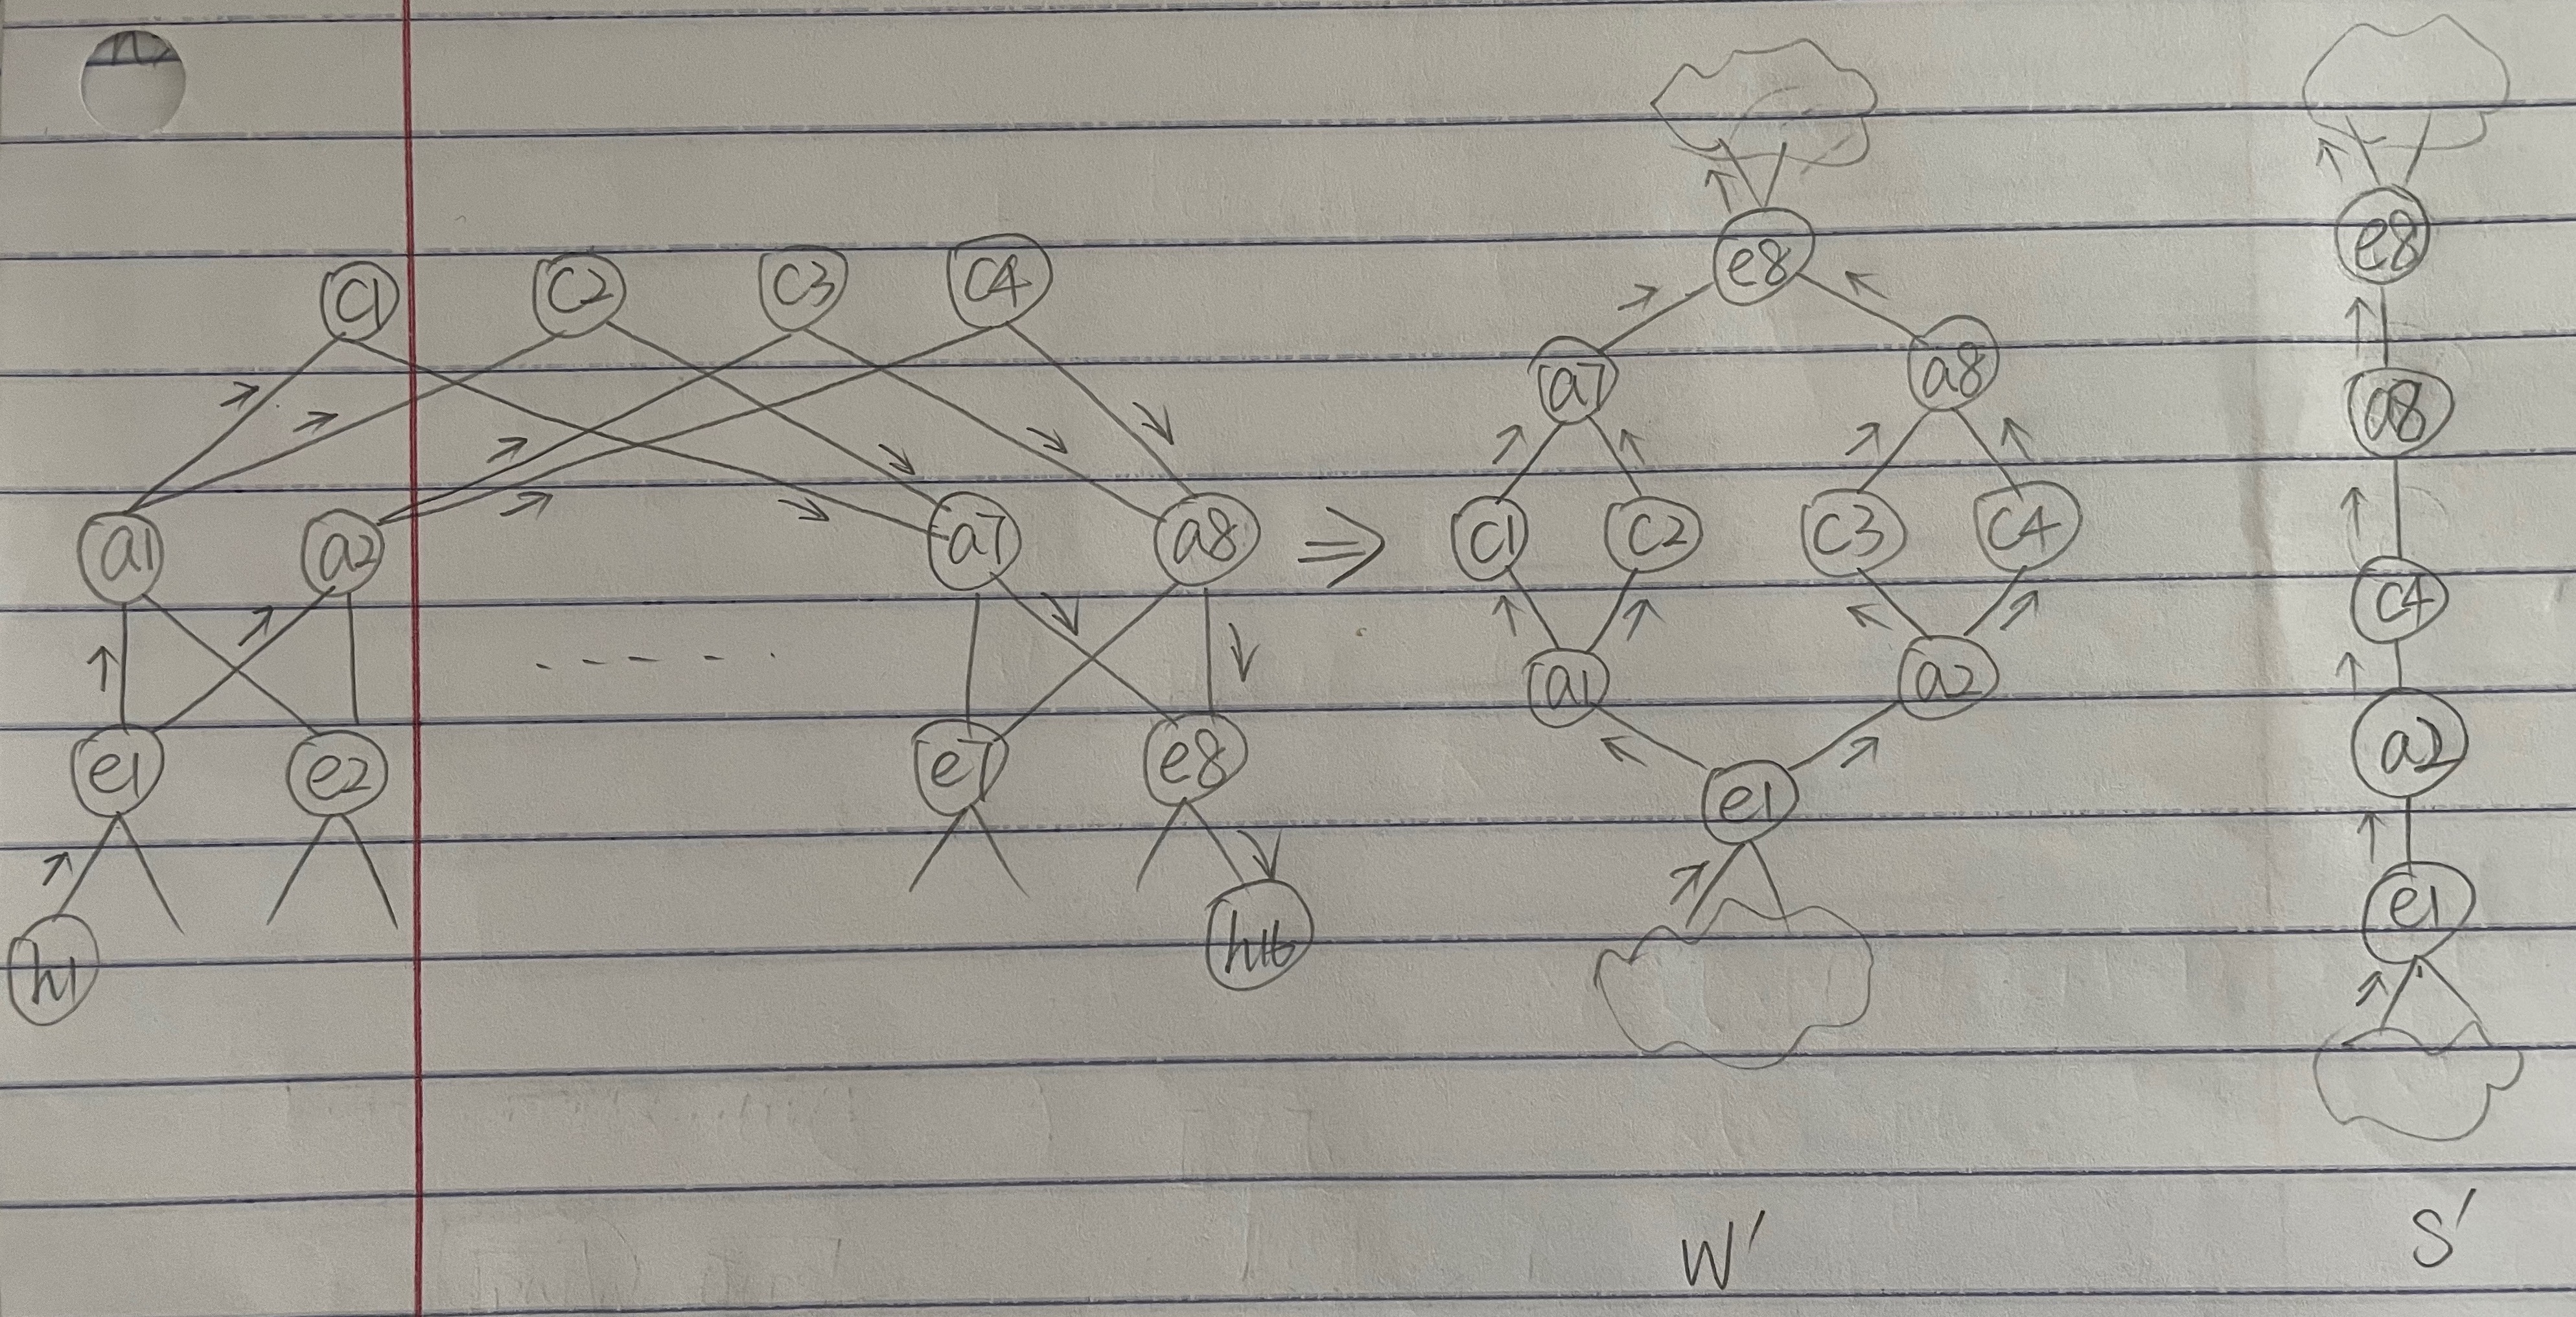 c1 c2 c3 c4
a1 a2 a7 a8
e1 e2 e7 e8
h1 h16
⇒
e8
a7 a8
c1 c2 c3 c4
a1 a2
e1
W'
e8
a8
c4
a2
e1
S'